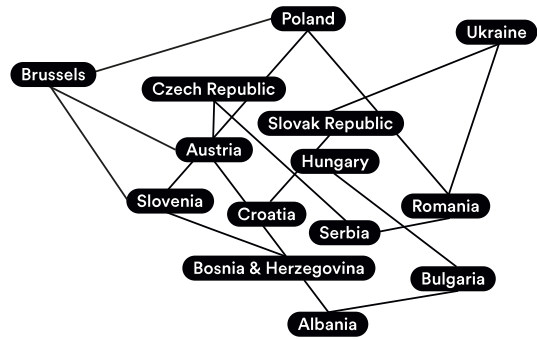 Poland
Ukraine
Brussels
Czech Republic
Slovak Republic
Austria
Hungary
Slovenia
Croatia
Romania
Serbia
Bosnia & Herzegovina
Bulgaria
Albania